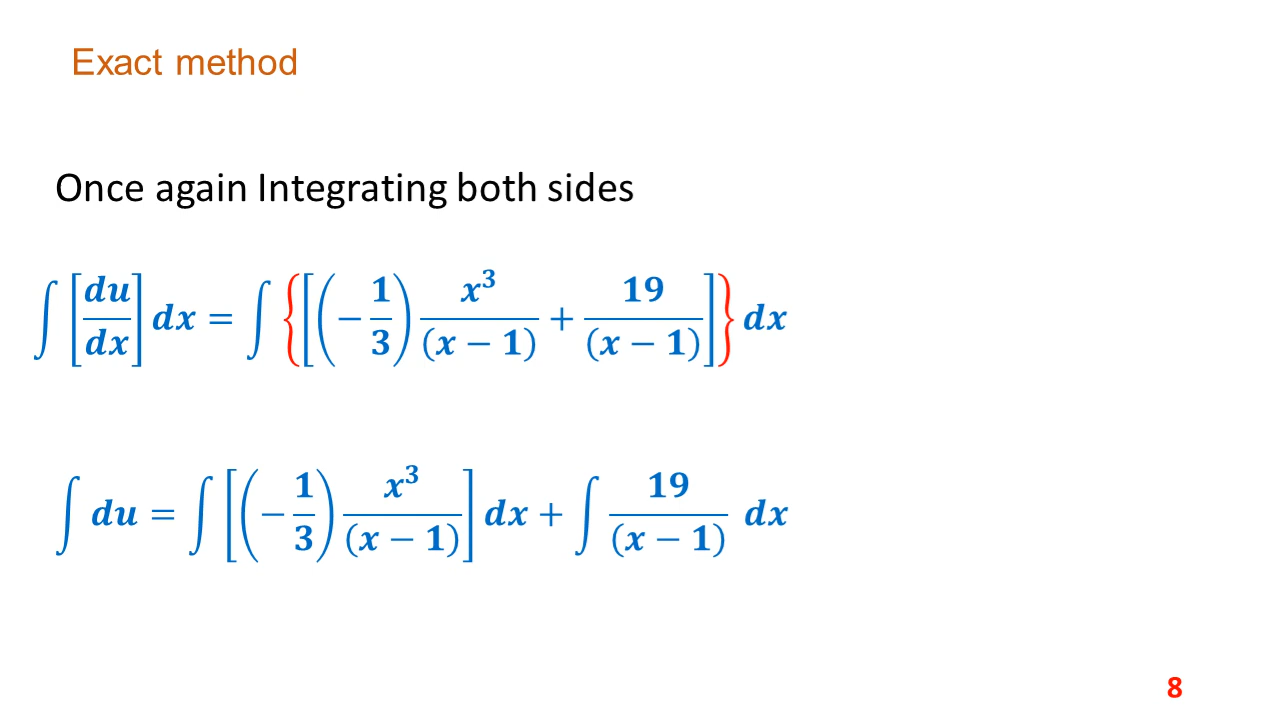 Exact method
Once again Integrating both sides
∫ [du/dx] dx = ∫ {[(−1/3) x³/(x − 1) + 19/(x − 1)]} dx
∫ du = ∫ [(−1/3) x³/(x − 1)] dx + ∫ 19/(x − 1) dx
8